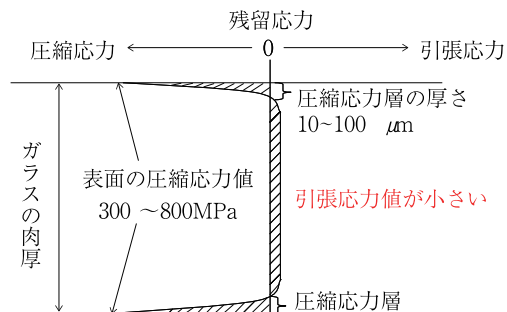 残留応力
圧縮応力
0
引張応力
圧縮応力層の厚さ
10~100 μm
ガラスの肉厚
表面の圧縮応力値
300 ～800MPa
引張応力値が小さい
圧縮応力層